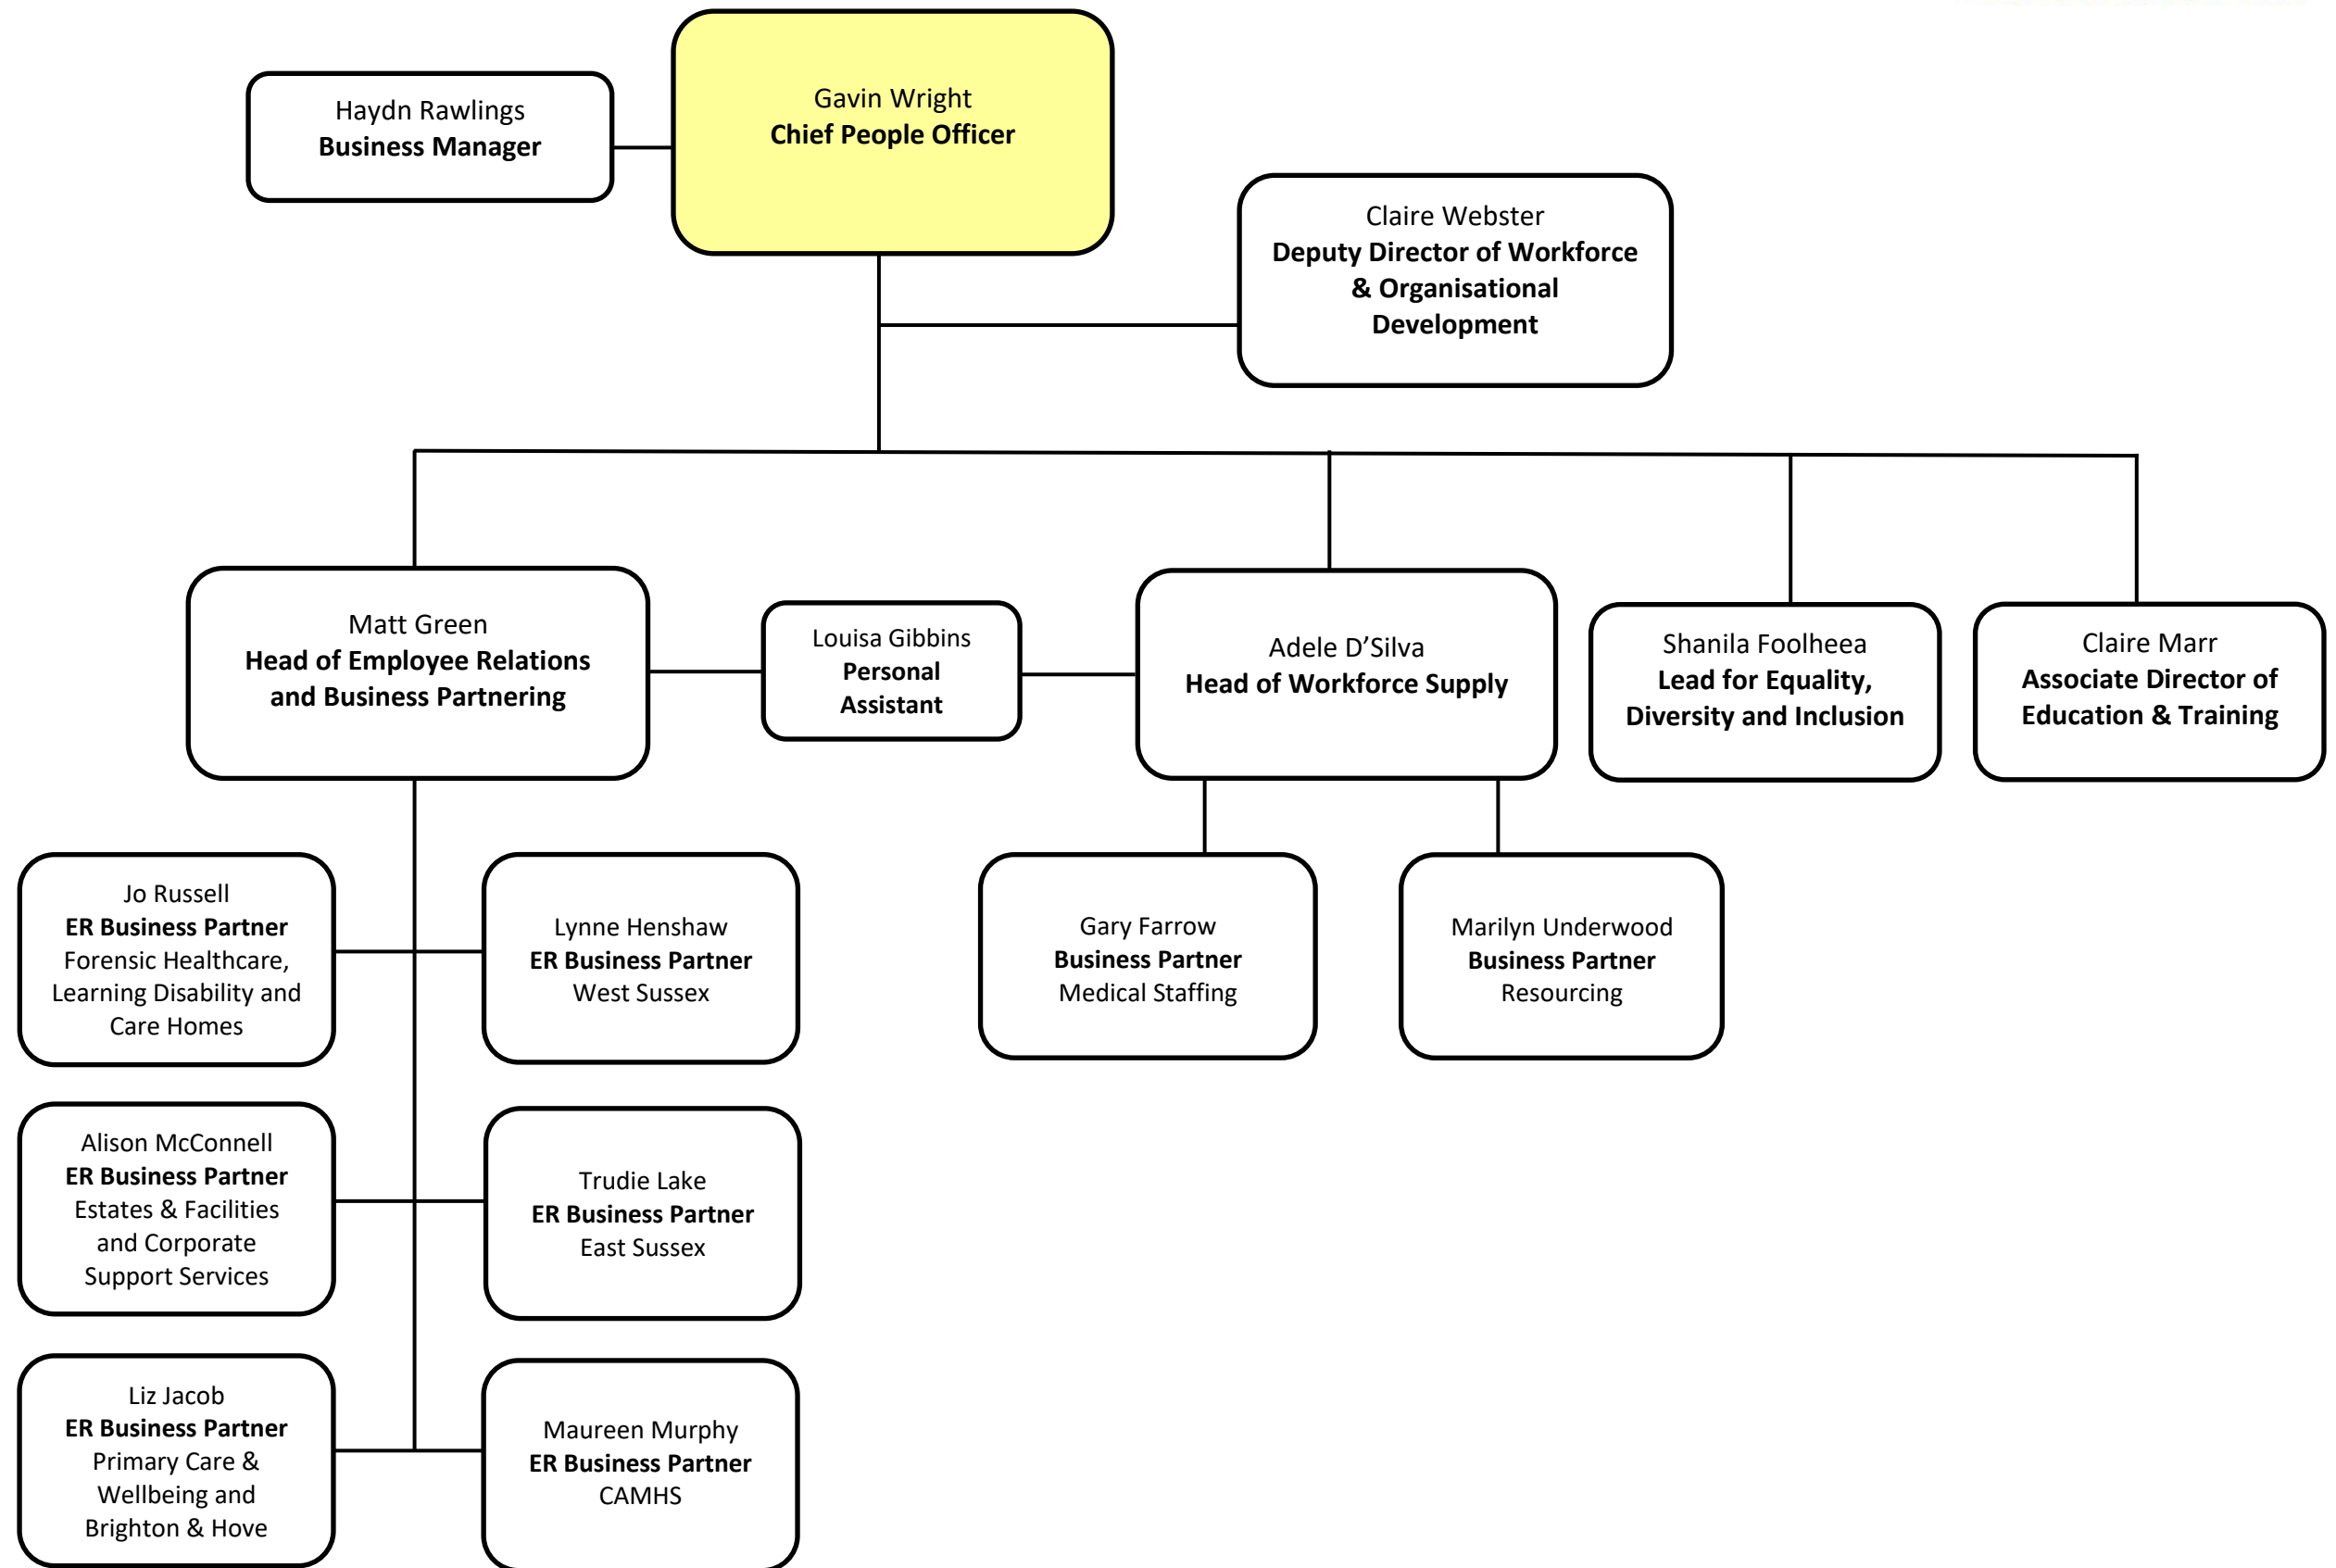 Haydn Rawlings
Business Manager
Gavin Wright
Chief People Officer
Claire Webster
Deputy Director of Workforce
& Organisational
Development
Matt Green
Head of Employee Relations
and Business Partnering
Louisa Gibbins
Personal
Assistant
Adele D’Silva
Head of Workforce Supply
Shanila Foolheea
Lead for Equality,
Diversity and Inclusion
Claire Marr
Associate Director of
Education & Training
Jo Russell
ER Business Partner
Forensic Healthcare,
Learning Disability and
Care Homes
Lynne Henshaw
ER Business Partner
West Sussex
Gary Farrow
Business Partner
Medical Staffing
Marilyn Underwood
Business Partner
Resourcing
Alison McConnell
ER Business Partner
Estates & Facilities
and Corporate
Support Services
Trudie Lake
ER Business Partner
East Sussex
Liz Jacob
ER Business Partner
Primary Care &
Wellbeing and
Brighton & Hove
Maureen Murphy
ER Business Partner
CAMHS